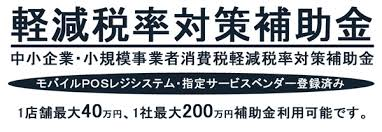 軽減税率対策補助金
中小企業・小規模事業者消費税軽減税率対策補助金
モバイルPOSレジシステム・指定サービスベンダー登録済み
1店舗最大40万円、1社最大200万円補助金利用可能です。